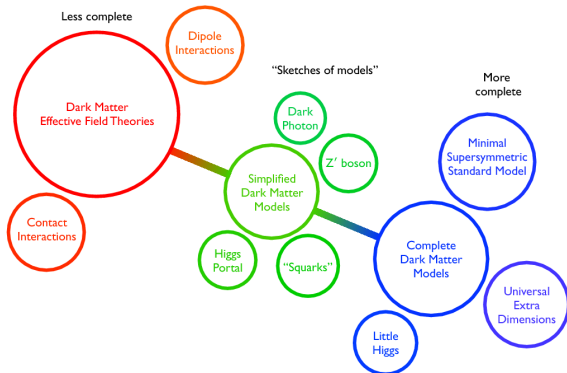 Less complete
Dipole
Interactions
Dark Matter
Effective Field Theories
"Sketches of models"
More
complete
Dark
Photon
Z′ boson
Minimal
Supersymmetric
Standard Model
Simplified
Dark Matter
Models
Contact
Interactions
Higgs
Portal
"Squarks"
Complete
Dark Matter
Models
Universal
Extra
Dimensions
Little
Higgs